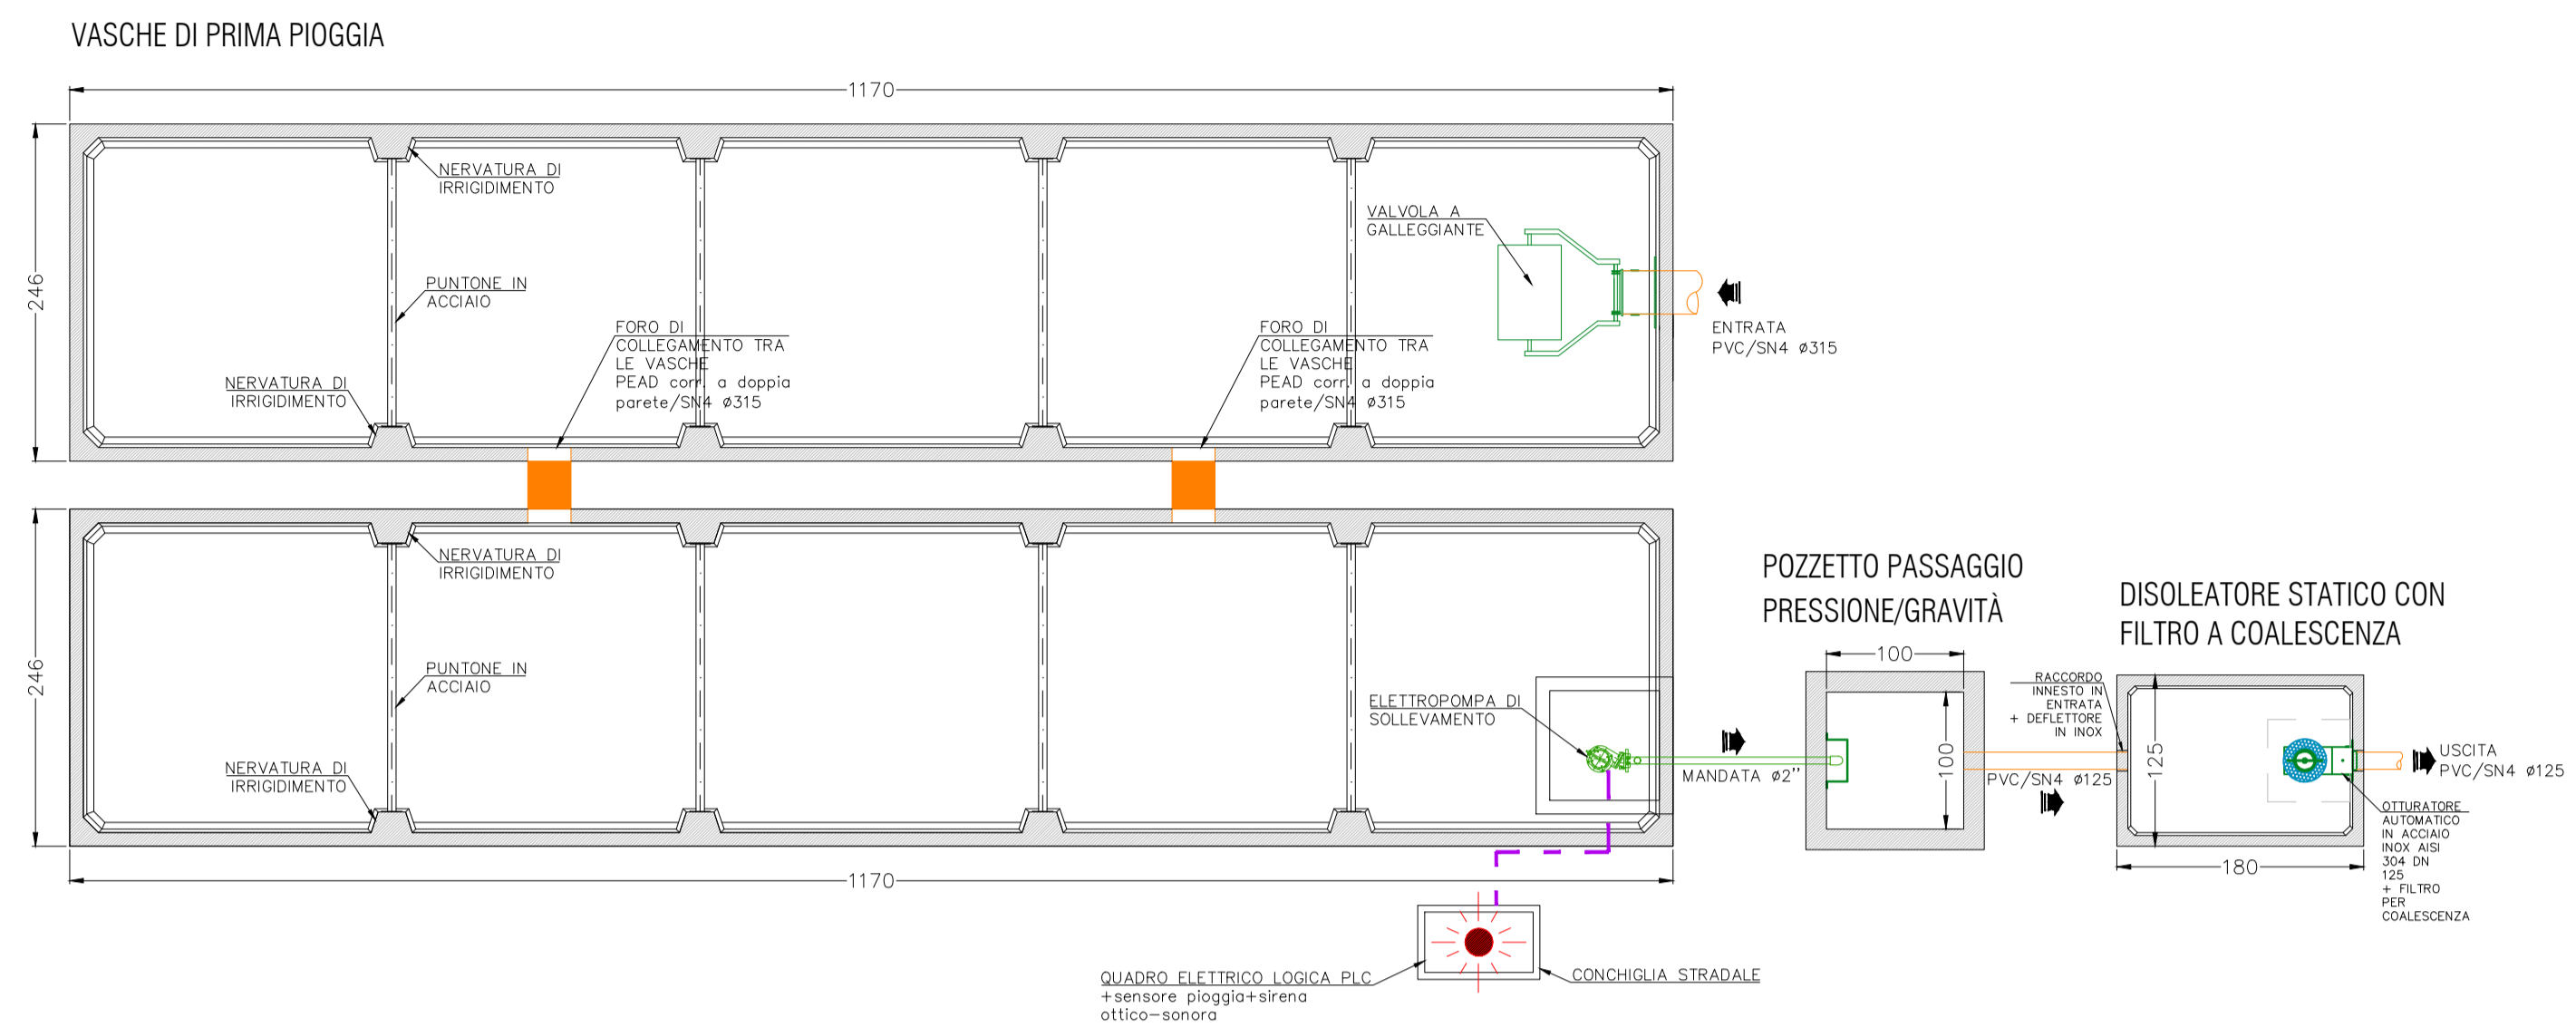 VASCHE DI PRIMA PIOGGIA
1170
246
NERVATURA DI
IRRIGIDIMENTO
PUNTONE IN
ACCIAIO
NERVATURA DI
IRRIGIDIMENTO
FORO DI
COLLEGAMENTO TRA
LE VASCHE
PEAD corr. a doppia
parete/SN4 ø315
FORO DI
COLLEGAMENTO TRA
LE VASCHE
PEAD corr. a doppia
parete/SN4 ø315
VALVOLA A
GALLEGGIANTE
ENTRATA
PVC/SN4 ø315
246
NERVATURA DI
IRRIGIDIMENTO
PUNTONE IN
ACCIAIO
NERVATURA DI
IRRIGIDIMENTO
ELETTROPOMPA DI
SOLLEVAMENTO
1170
MANDATA ø2''
POZZETTO PASSAGGIO
PRESSIONE/GRAVITÀ
100
100
PVC/SN4 ø125
DISOLEATORE STATICO CON
FILTRO A COALESCENZA
RACCORDO
INNESTO IN
ENTRATA
+ DEFLETTORE
IN INOX
125
180
USCITA
PVC/SN4 ø125
OTTURATORE
AUTOMATICO
IN ACCIAIO
INOX AISI
304 DN
125
+ FILTRO
PER
COALESCENZA
QUADRO ELETTRICO LOGICA PLC
+sensore pioggia+sirena
ottico-sonora
CONCHIGLIA STRADALE